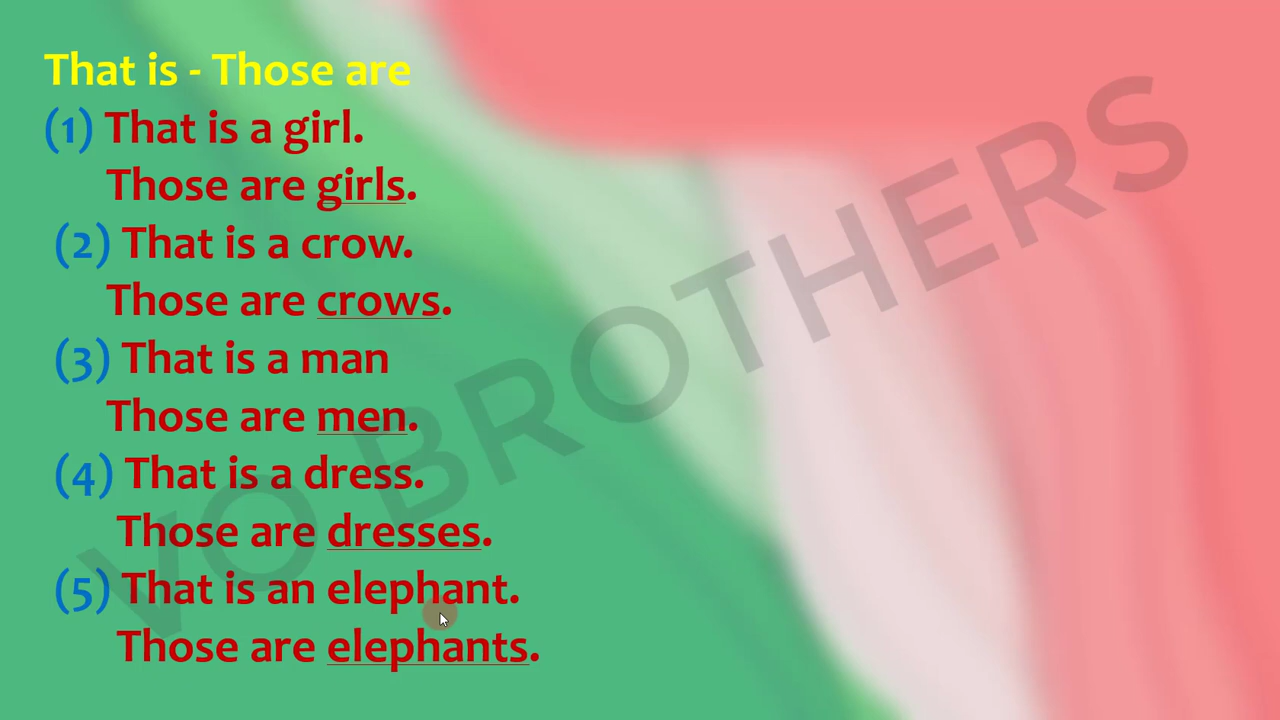 That is - Those are
(1) That is a girl.
Those are girls.
(2) That is a crow.
Those are crows.
(3) That is a man
Those are men.
(4) That is a dress.
Those are dresses.
(5) That is an elephant.
Those are elephants.
VO BROTHERS